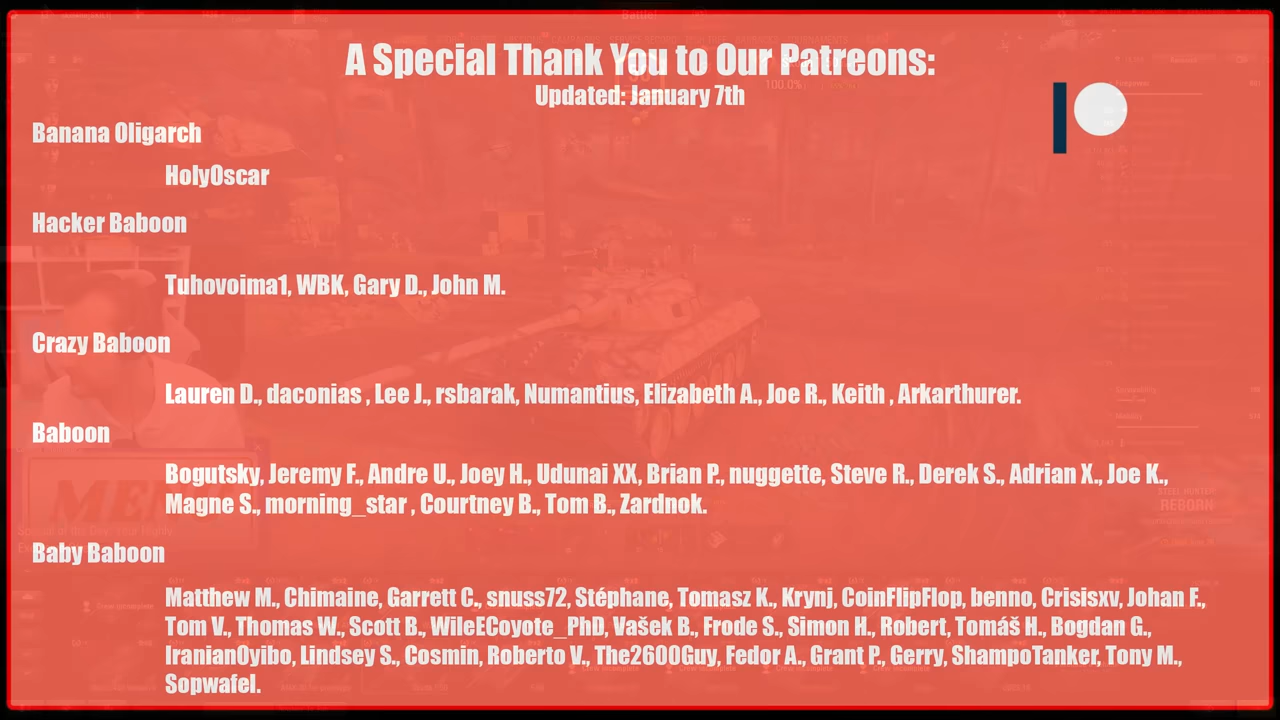 A Special Thank You to Our Patreons:
Updated: January 7th
Banana Oligarch
HolyOscar
Hacker Baboon
Tuhovoima1, WBK, Gary D., John M.
Crazy Baboon
Lauren D., daconias , Lee J., rsbarak, Numantius, Elizabeth A., Joe R., Keith , Arkarthurer.
Baboon
Bogutsky, Jeremy F., Andre U., Joey H., Udunai XX, Brian P., nuggette, Steve R., Derek S., Adrian X., Joe K.,
Magne S., morning_star , Courtney B., Tom B., Zardnok.
STEEL HUNTER
REBORN
Baby Baboon
Matthew M., Chimaine, Garrett C., snuss72, Stéphane, Tomasz K., Krynj, CoinFlipFlop, benno, Crisisxv, Johan F.,
Tom V., Thomas W., Scott B., WileECoyote_PhD, Vašek B., Frode S., Simon H., Robert, Tomáš H., Bogdan G.,
IranianOyibo, Lindsey S., Cosmin, Roberto V., The2600Guy, Fedor A., Grant P., Gerry, ShampoTanker, Tony M.,
Sopwafel.